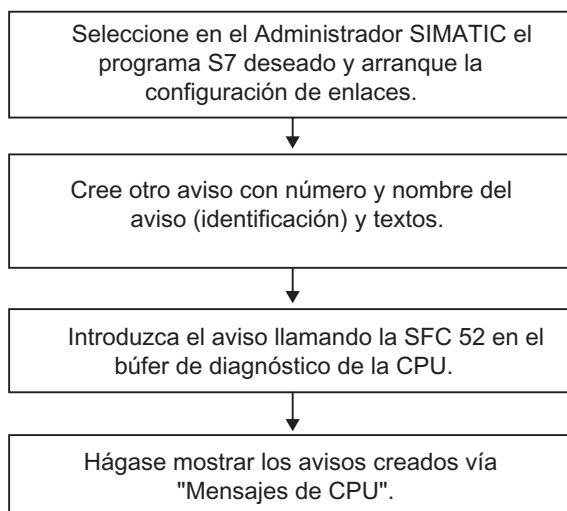 Seleccione en el Administrador SIMATIC el
programa S7 deseado y arranque la
configuración de enlaces.
Cree otro aviso con número y nombre del
aviso (identificación) y textos.
Introduzca el aviso llamando la SFC 52 en el
búfer de diagnóstico de la CPU.
Hágase mostrar los avisos creados vía
"Mensajes de CPU".